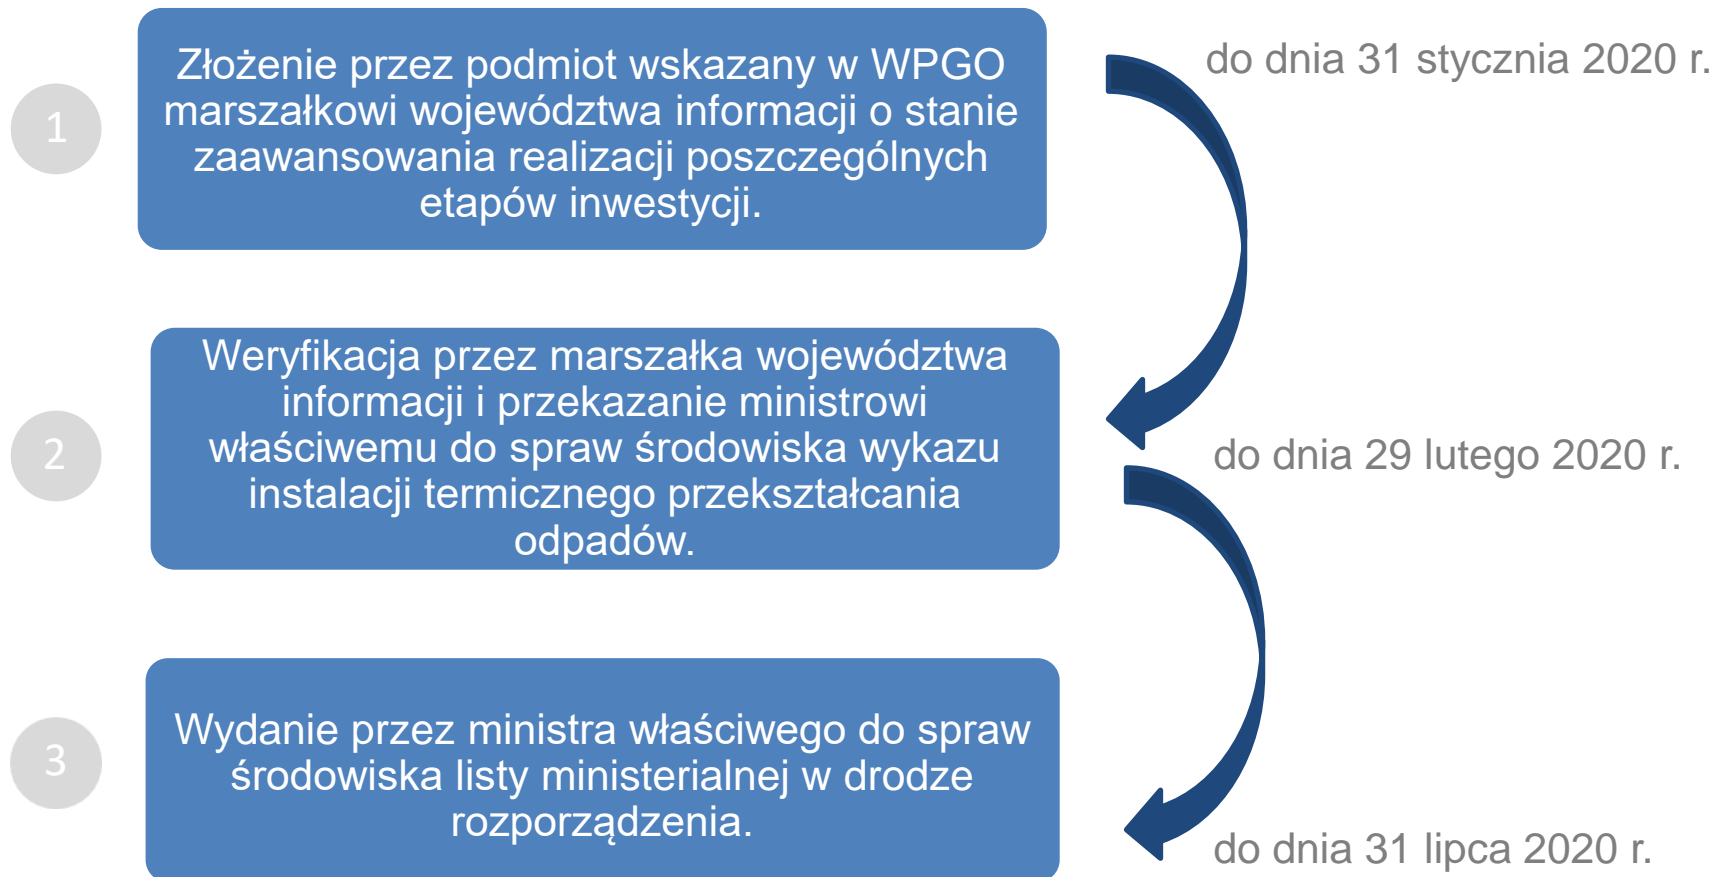 1
Złożenie przez podmiot wskazany w WPGO
marszałkowi województwa informacji o stanie
zaawansowania realizacji poszczególnych
etapów inwestycji.
do dnia 31 stycznia 2020 r.
2
Weryfikacja przez marszałka województwa
informacji i przekazanie ministrowi
właściwemu do spraw środowiska wykazu
instalacji termicznego przekształcania
odpadów.
do dnia 29 lutego 2020 r.
3
Wydanie przez ministra właściwego do spraw
środowiska listy ministerialnej w drodze
rozporządzenia.
do dnia 31 lipca 2020 r.